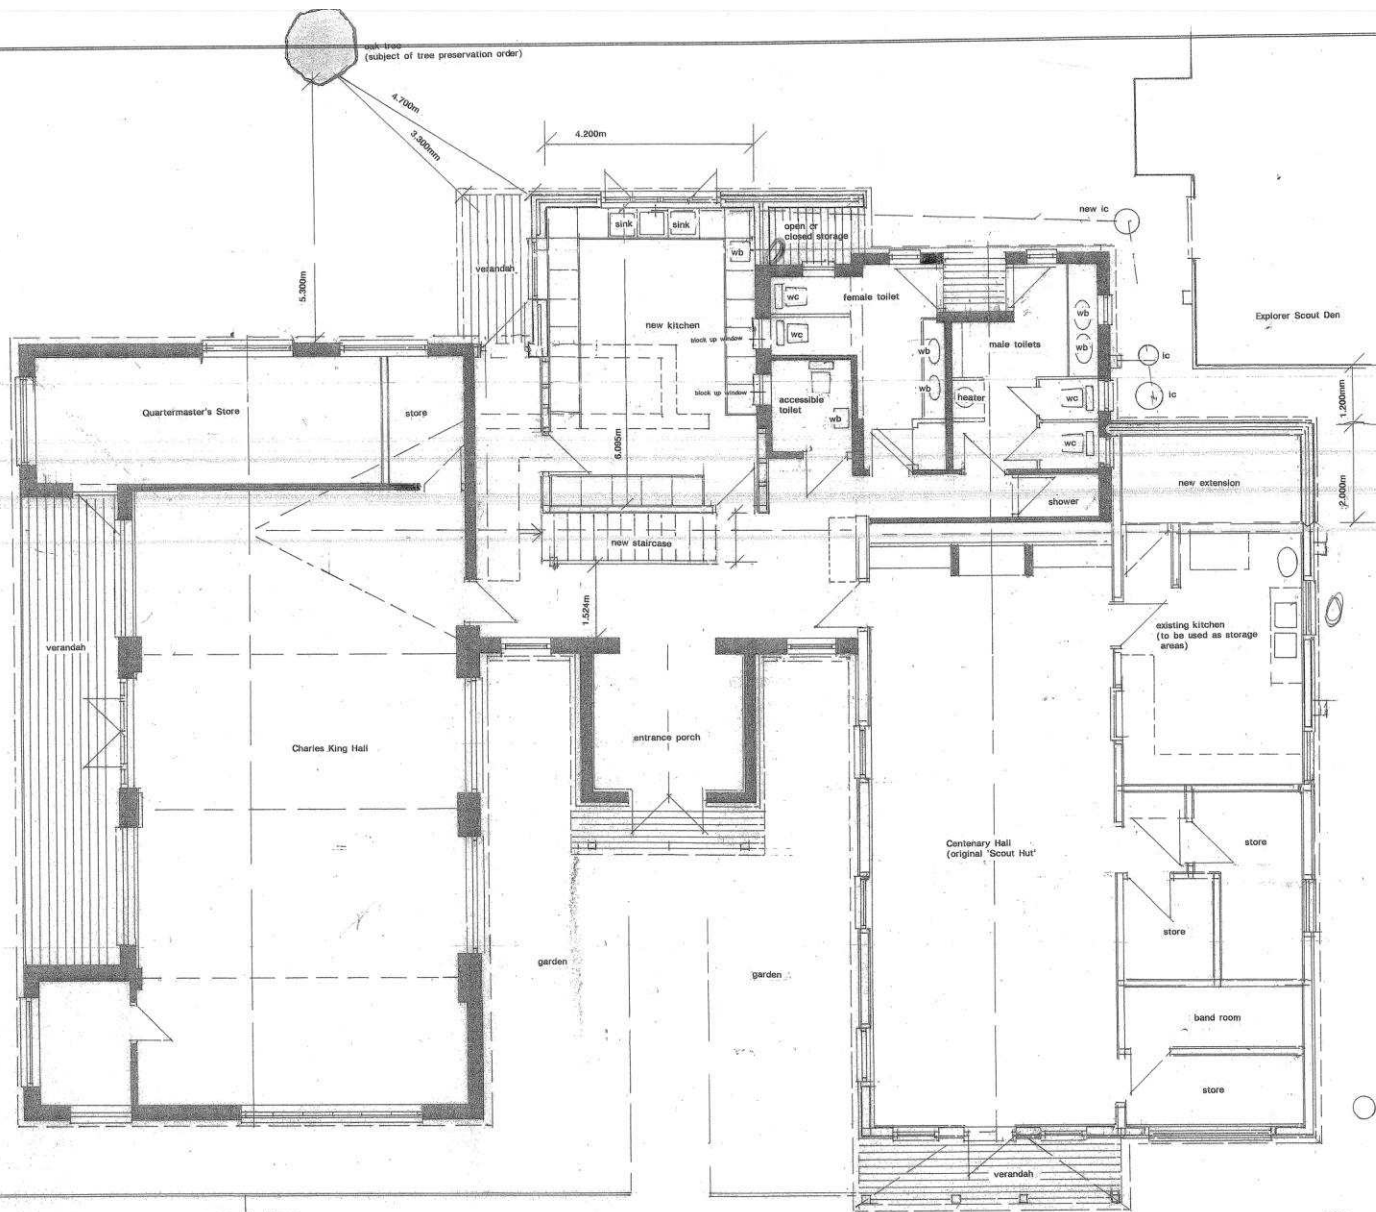 oak tree
(subject of tree preservation order)
4.700m
3.300mm
4.200m
5.300m
new ic
sink
sink
open or
closed storage
wb
verandah
wc
female toilet
Explorer Scout Den
new kitchen
block up window
wc
wb
wb
male toilets
wb
ic
block up window
accessible
toilet
wb
wb
heater
wc
ic
1.200mm
Quartermaster's Store
store
6.095m
wc
new extension
2.000m
shower
new staircase
1.524m
existing kitchen
(to be used as storage
areas)
verandah
entrance porch
Charles King Hall
Centenary Hall
(original 'Scout Hut'
store
store
garden
garden
band room
store
verandah